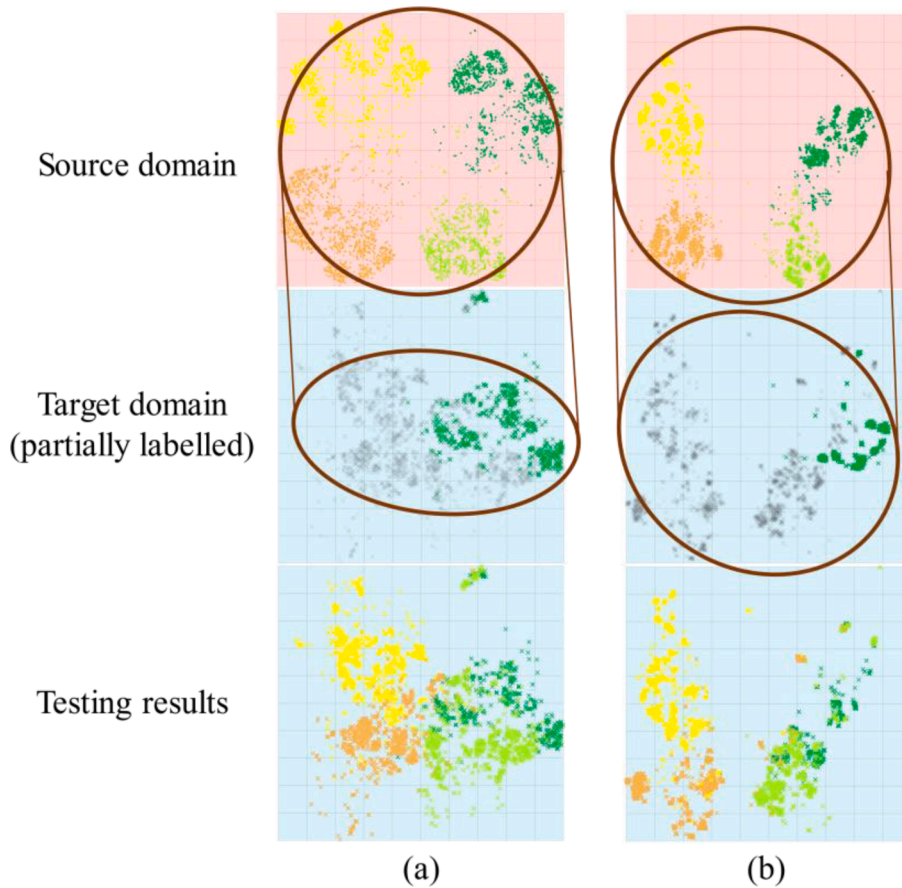 Source domain
Target domain
(partially labelled)
Testing results
(a)
(b)